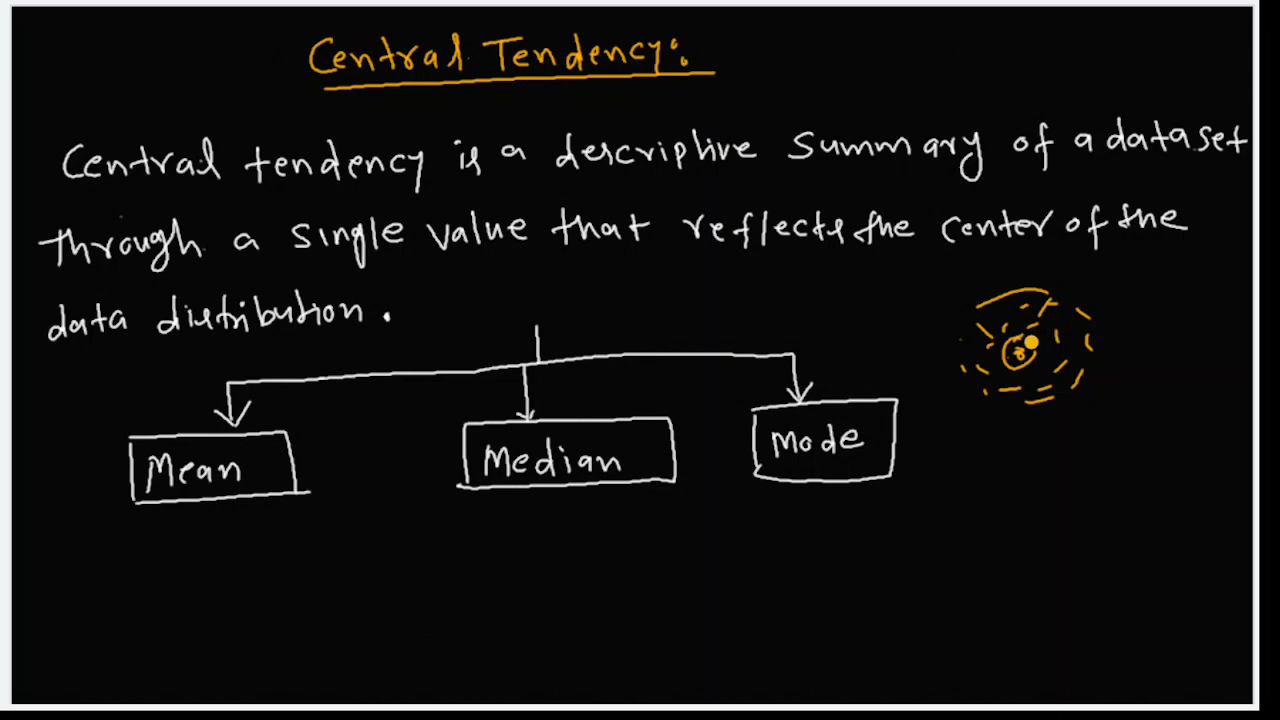 Central Tendency:
Central tendency is a descriptive summary of a dataset
through a single value that reflects the center of the
data distribution.
Mean
Median
Mode